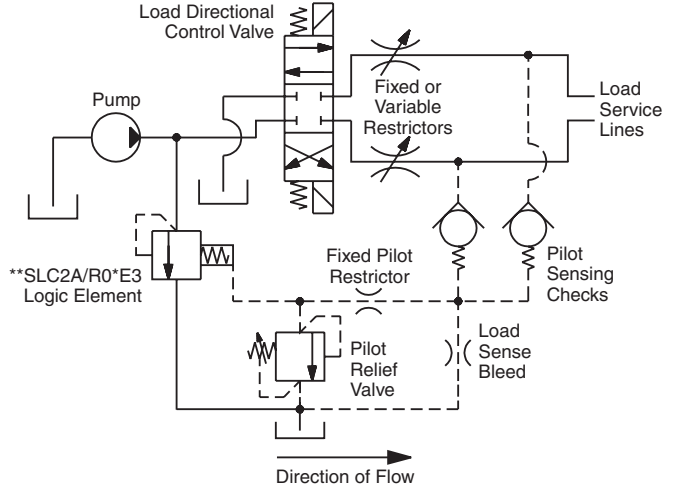 Load Directional
Control Valve
Pump
Fixed or
Variable
Restrictors
Load
Service
Lines
**SLC2A/R0*E3
Logic Element
Fixed Pilot
Restrictor
Pilot
Sensing
Checks
Pilot
Relief
Valve
Load
Sense
Bleed
Direction of Flow